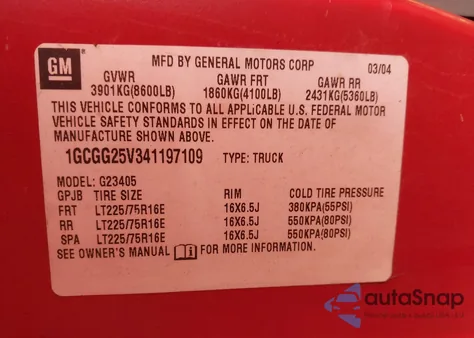 GM
MFD BY GENERAL MOTORS CORP 03/04
GVWR GAWR FRT GAWR RR
3901KG(8600LB) 1860KG(4100LB) 2431KG(5360LB)
THIS VEHICLE CONFORMS TO ALL APPLICABLE U.S. FEDERAL MOTOR
VEHICLE SAFETY STANDARDS IN EFFECT ON THE DATE OF
MANUFACTURE SHOWN ABOVE.
1GCGG25V341197109 TYPE: TRUCK
MODEL: G23405
GPJB TIRE SIZE RIM COLD TIRE PRESSURE
FRT LT225/75R16E 16X6.5J 380KPA(55PSI)
RR LT225/75R16E 16X6.5J 550KPA(80PSI)
SPA LT225/75R16E 16X6.5J 550KPA(80PSI)
SEE OWNER'S MANUAL FOR MORE INFORMATION
autoSnap